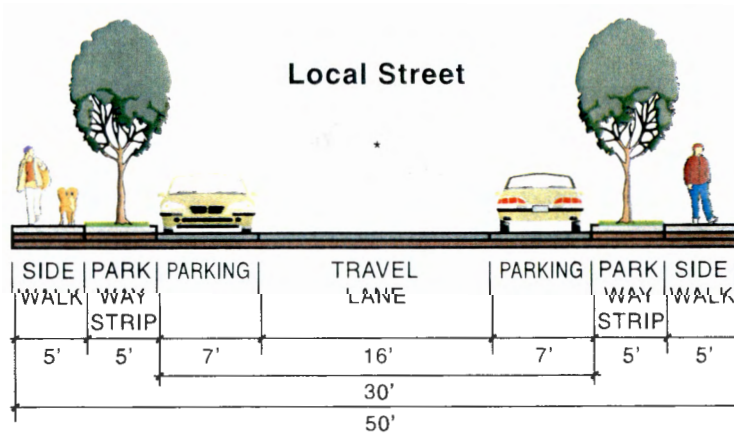 Local Street
*
SIDE WALK
PARK WAY STRIP
PARKING
TRAVEL LANE
PARKING
PARK WAY STRIP
SIDE WALK
5' 5' 7' 16' 7' 5' 5'
30'
50'